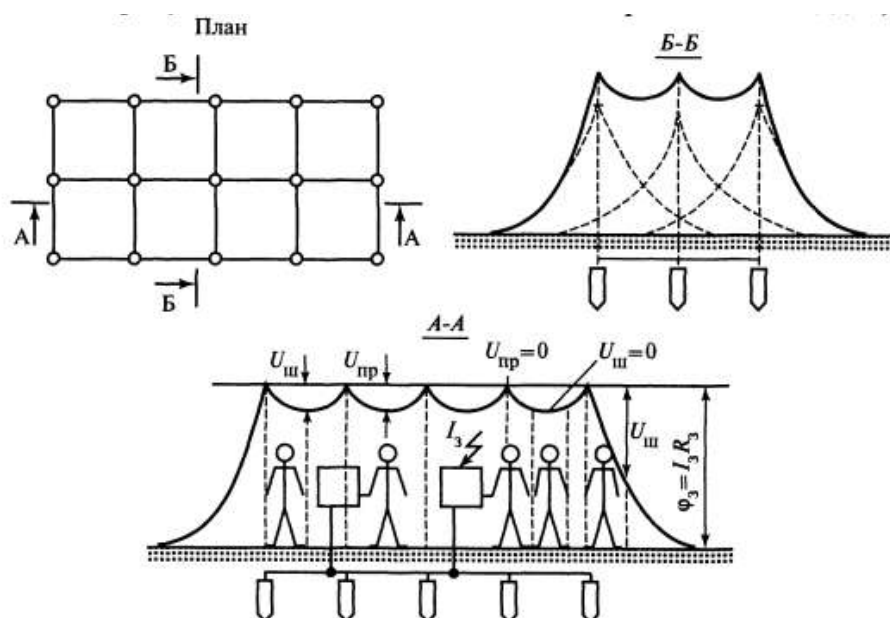 План
Б
А
А
Б
Б-Б
А-А
Uш
Uпр
Uпр=0
Uш=0
Iз
Uш
φз=IзRз